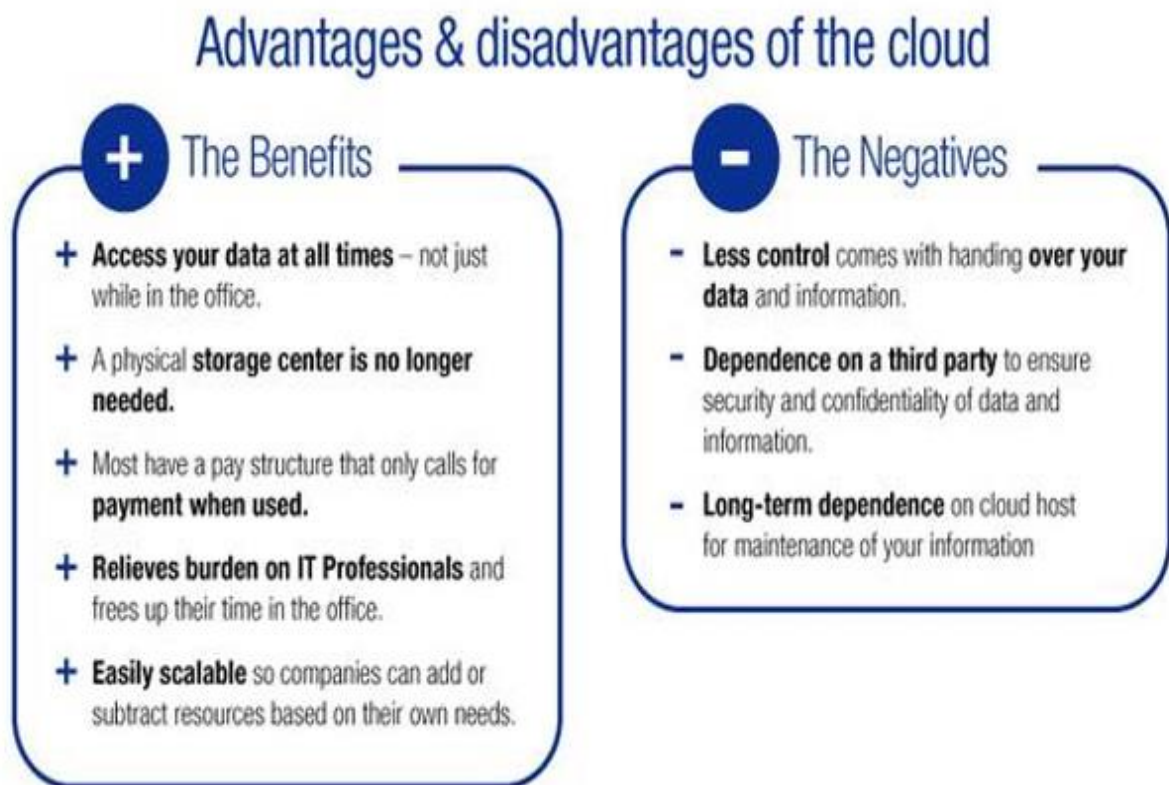 Advantages & disadvantages of the cloud
+ The Benefits
+ Access your data at all times – not just
while in the office.
+ A physical storage center is no longer
needed.
+ Most have a pay structure that only calls for
payment when used.
+ Relieves burden on IT Professionals and
frees up their time in the office.
+ Easily scalable so companies can add or
subtract resources based on their own needs.
- The Negatives
- Less control comes with handing over your
data and information.
- Dependence on a third party to ensure
security and confidentiality of data and
information.
- Long-term dependence on cloud host
for maintenance of your information